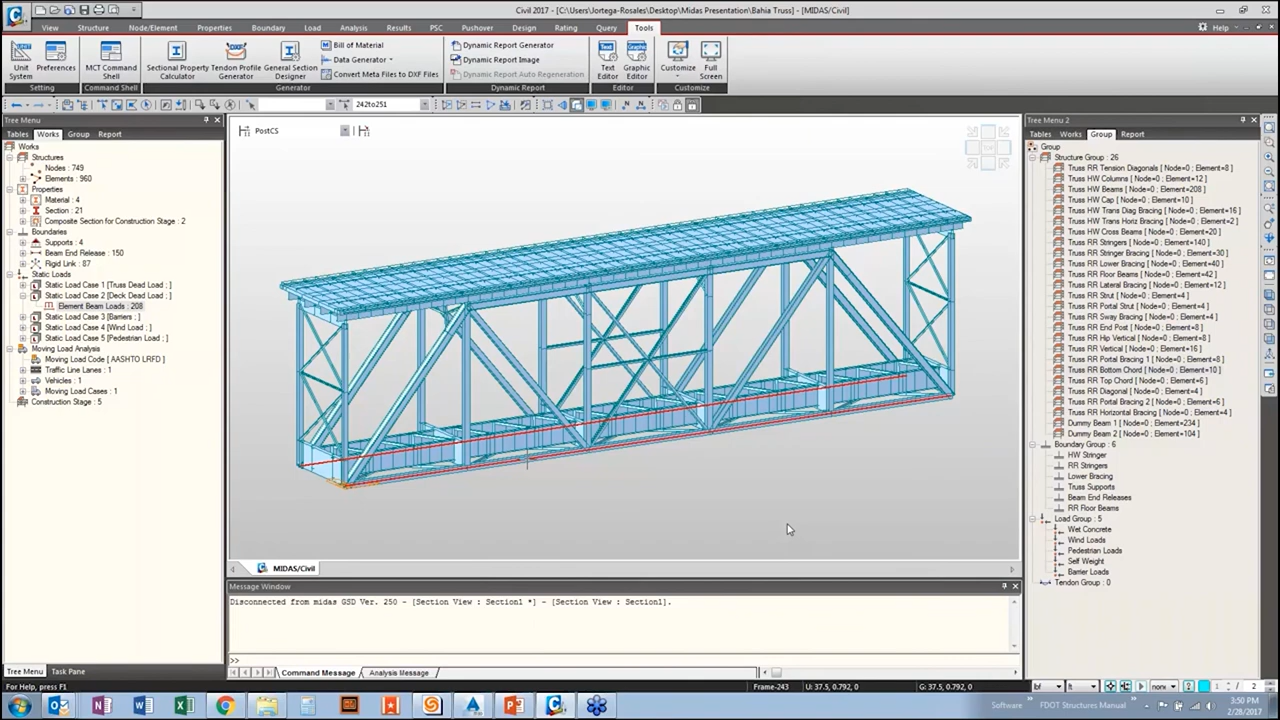 Civil 2017 - [C:\Users\Jortega-Rosales\Desktop\Midas Presentation\Bahia Truss] - [MIDAS/Civil]
View Structure Node/Element Properties Boundary Load Analysis Results PSC Pushover Design Rating Query Tools Help
Unit System
Preferences
Setting
MCT Command Shell
Command Shell
Sectional Property Calculator
Tendon Profile Generator
General Section Designer
Bill of Material
Data Generator
Convert Meta Files to DXF Files
Generator
Dynamic Report Generator
Dynamic Report Image
Dynamic Report Auto Regeneration
Dynamic Report
Text Editor
Graphic Editor
Editor
Customize
Full Screen
Customize
242to251
Tree Menu
Tables Works Group Report
Works
Structures
Nodes : 749
Elements : 960
Properties
Material : 4
Section : 21
Composite Section for Construction Stage : 2
Boundaries
Supports : 4
Beam End Release : 150
Rigid Link : 87
Static Loads
Static Load Case 1 [Truss Dead Load ; ]
Static Load Case 2 [Deck Dead Load ; ]
Element Beam Loads : 208
Static Load Case 3 [Barriers ; ]
Static Load Case 4 [Wind Load ; ]
Static Load Case 5 [Pedestrian Load ; ]
Moving Load Analysis
Moving Load Code [ AASHTO LRFD ]
Traffic Line Lanes : 1
Vehicles : 1
Moving Load Cases : 1
Construction Stage : 5
Tree Menu Task Pane
PostCS
TOP
MIDAS/Civil
Message Window
Disconnected from midas GSD Ver. 250 - [Section View : Section1 *] - [Section View : Section1].
>>
Command Message Analysis Message
Tree Menu 2
Tables Works Group Report
Group
Structure Group : 26
Truss RR Tension Diagonals [ Node=0 ; Element=8 ]
Truss HW Columns [ Node=0 ; Element=12 ]
Truss HW Beams [ Node=0 ; Element=208 ]
Truss HW Cap [ Node=0 ; Element=10 ]
Truss HW Trans Diag Bracing [ Node=0 ; Element=16 ]
Truss HW Trans Horiz Bracing [ Node=0 ; Element=2 ]
Truss HW Cross Beams [ Node=0 ; Element=20 ]
Truss RR Stringers [ Node=0 ; Element=140 ]
Truss RR Stringer Bracing [ Node=0 ; Element=30 ]
Truss RR Lower Bracing [ Node=0 ; Element=40 ]
Truss RR Floor Beams [ Node=0 ; Element=42 ]
Truss RR Lateral Bracing [ Node=0 ; Element=12 ]
Truss RR Strut [ Node=0 ; Element=4 ]
Truss RR Portal Strut [ Node=0 ; Element=4 ]
Truss RR Sway Bracing [ Node=0 ; Element=4 ]
Truss RR End Post [ Node=0 ; Element=8 ]
Truss RR Hip Vertical [ Node=0 ; Element=8 ]
Truss RR Vertical [ Node=0 ; Element=16 ]
Truss RR Portal Bracing 1 [ Node=0 ; Element=8 ]
Truss RR Bottom Chord [ Node=0 ; Element=10 ]
Truss RR Top Chord [ Node=0 ; Element=6 ]
Truss RR Diagonal [ Node=0 ; Element=4 ]
Truss RR Portal Bracing 2 [ Node=0 ; Element=6 ]
Truss RR Horizontal Bracing [ Node=0 ; Element=4 ]
Dummy Beam 1 [ Node=0 ; Element=234 ]
Dummy Beam 2 [ Node=0 ; Element=104 ]
Boundary Group : 6
HW Stringer
RR Stringers
Lower Bracing
Truss Supports
Beam End Releases
RR Floor Beams
Load Group : 5
Wet Concrete
Wind Loads
Pedestrian Loads
Self Weight
Barrier Loads
Tendon Group : 0
For Help, press F1
Frame-243
U: 37.5, 0.792, 0
G: 37.5, 0.792, 0
lbf ft none 1 / 2
Software FDOT Structures Manual
3:50 PM
2/28/2017